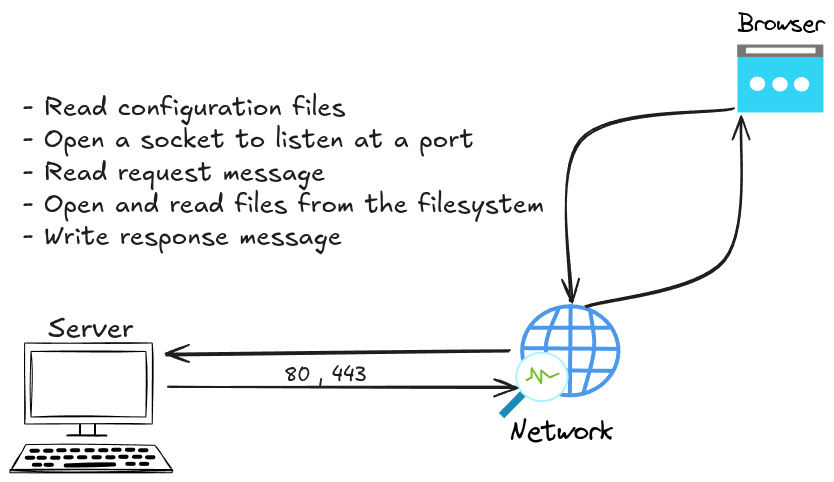 Browser
- Read configuration files
- Open a socket to listen at a port
- Read request message
- Open and read files from the filesystem
- Write response message
Server
80 , 443
Network